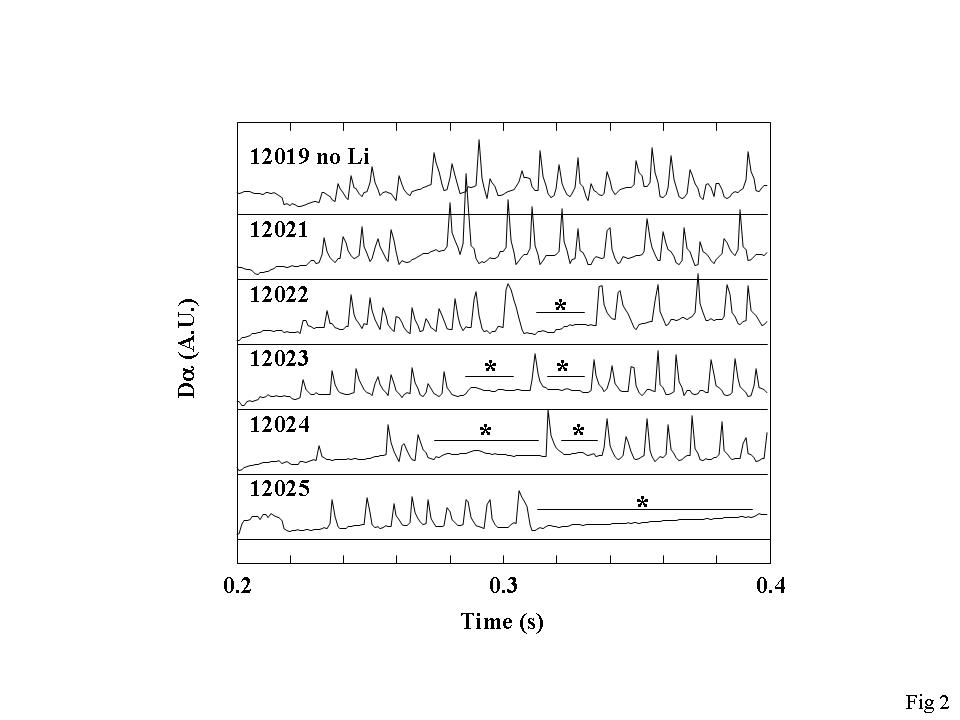 12019 no Li
12021
12022
*
12023
* *
12024
* *
12025
*
Dα (A.U.)
0.2 0.3 0.4
Time (s)
Fig 2